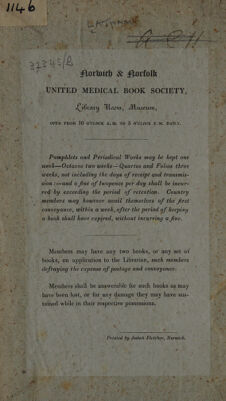 1146
37345/B
Norwich & Norfolk
UNITED MEDICAL BOOK SOCIETY,
Library Room, Museum,
OPEN FROM 10 O'CLOCK A. M. TO 5 O'CLOCK P. M. DAILY.
Pamphlets and Periodical Works may be kept one
week—Octavos two weeks—Quartos and Folios three
weeks, not including the days of receipt and transmis-
sion :—and a fine of twopence per day shall be incur-
red by exceeding the period of retention. Country
members may however avail themselves of the first
conveyance, within a week, after the period of keeping
a book shall have expired, without incurring a fine.
Members may have any two books, or any set of
books, on application to the Librarian, such members
defraying the expense of postage and conveyance.
Members shall be answerable for such books as may
have been lost, or for any damage they may have sus-
tained while in their respective possessions.
Printed by Josiah Fletcher, Norwich.